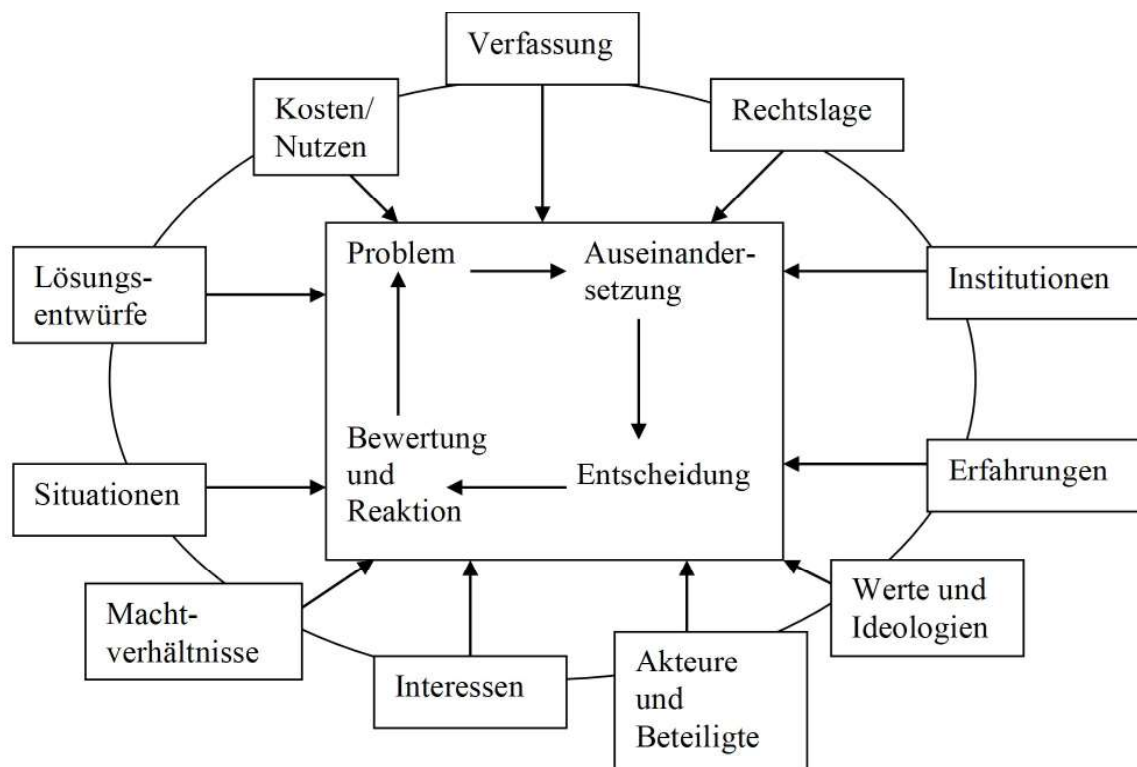 Verfassung
Kosten/
Nutzen
Rechtslage
Lösungs-
entwürfe
Problem
Auseinander-
setzung
Institutionen
Bewertung
und
Reaktion
Entscheidung
Situationen
Erfahrungen
Macht-
verhältnisse
Interessen
Akteure
und
Beteiligte
Werte und
Ideologien